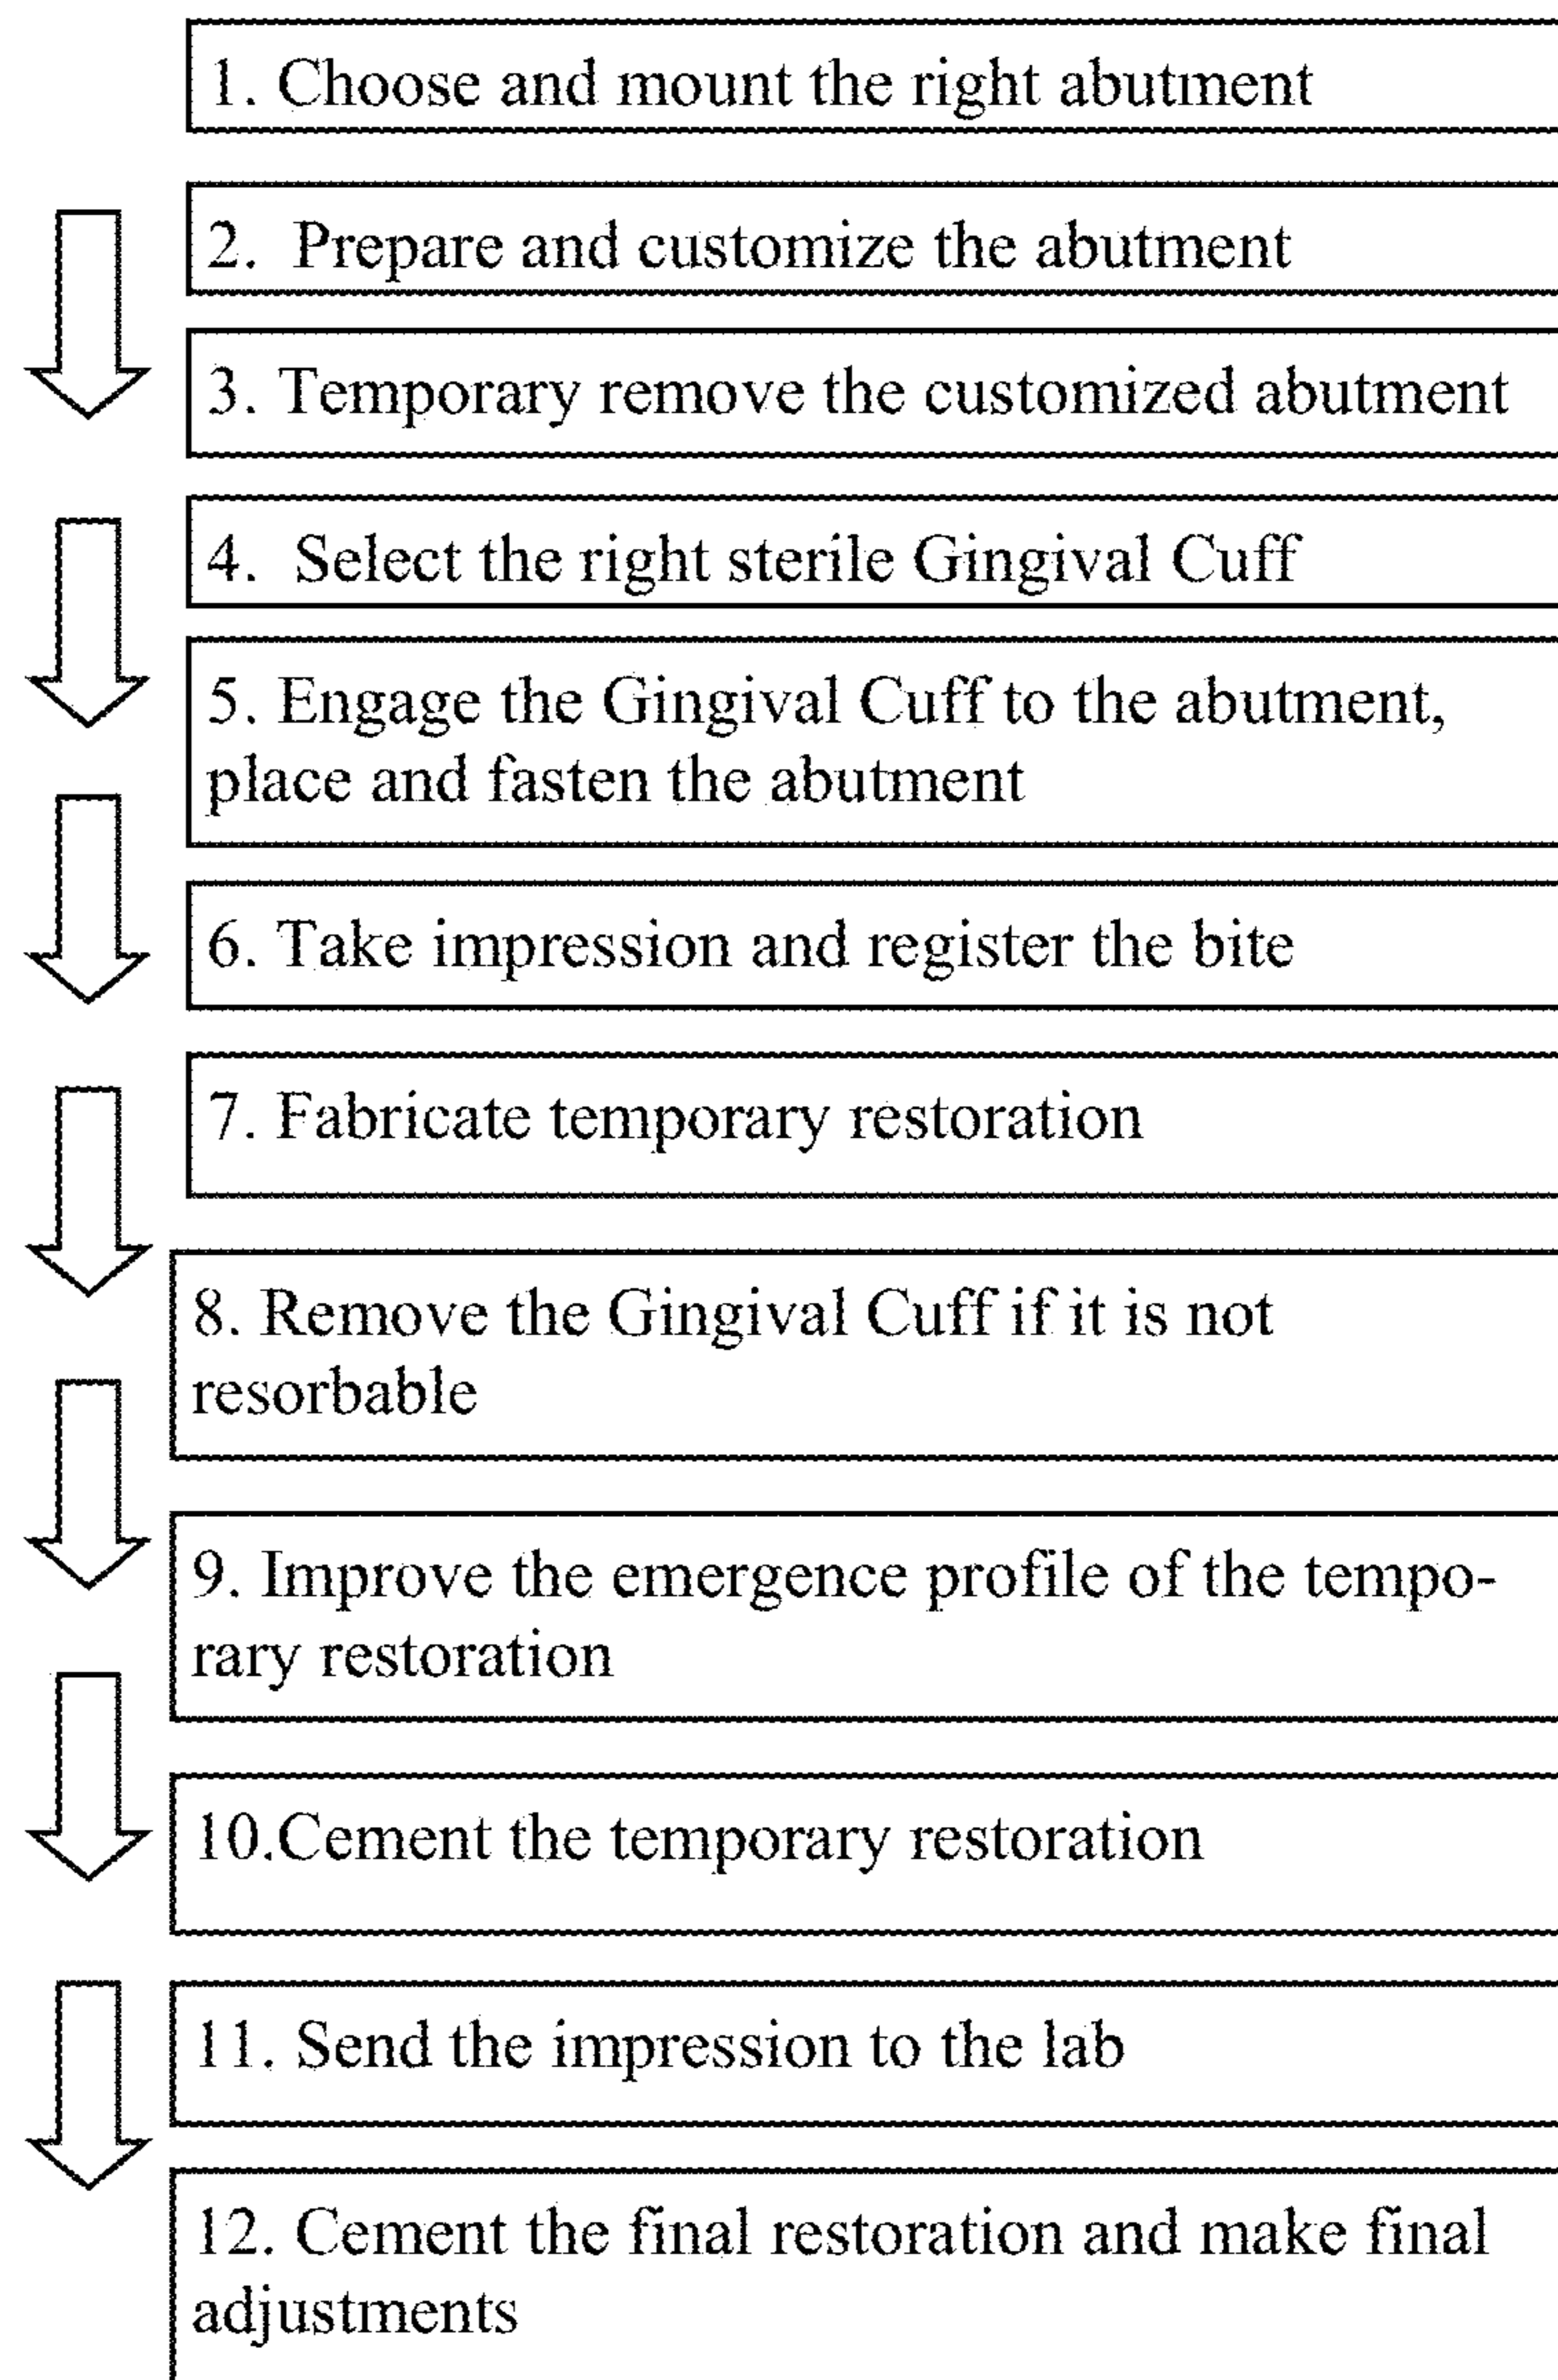 1. Choose and mount the right abutment
2. Prepare and customize the abutment
3. Temporary remove the customized abutment
4. Select the right sterile Gingival Cuff
5. Engage the Gingival Cuff to the abutment,
place and fasten the abutment
6. Take impression and register the bite
7. Fabricate temporary restoration
8. Remove the Gingival Cuff if it is not
resorbable
9. Improve the emergence profile of the tempo-
rary restoration
10.Cement the temporary restoration
11. Send the impression to the lab
12. Cement the final restoration and make final
adjustments